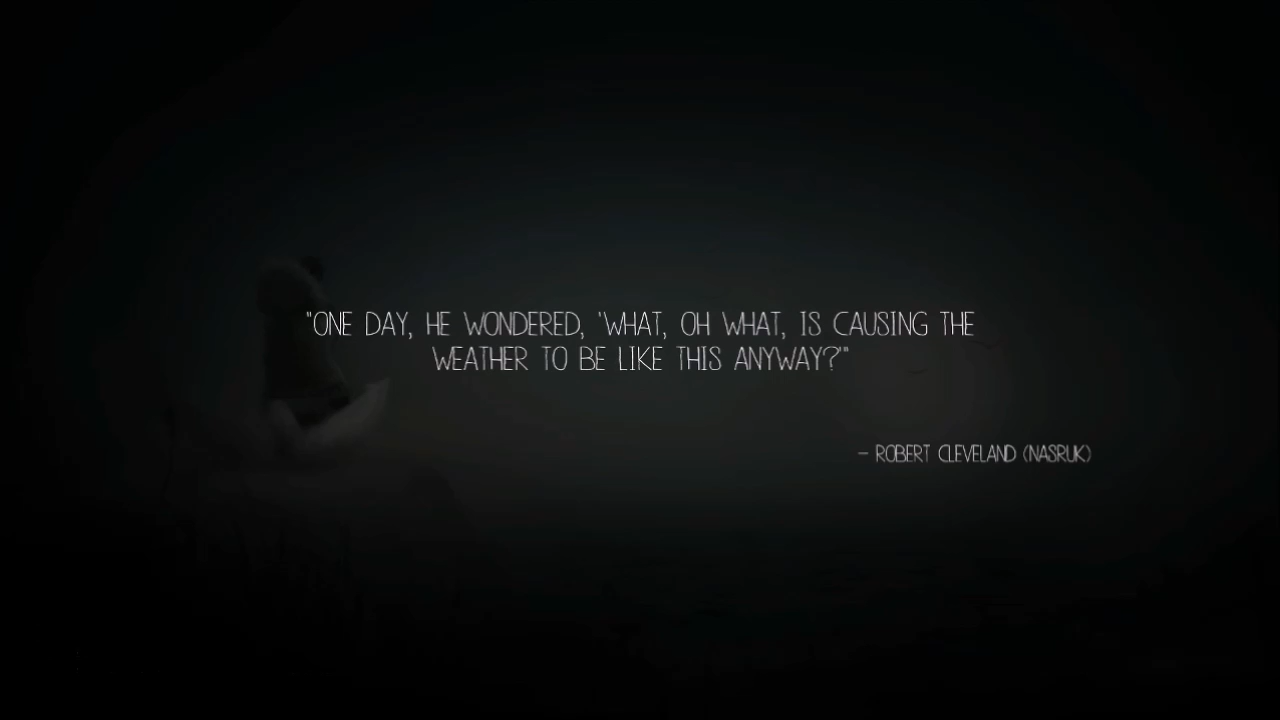 "ONE DAY, HE WONDERED, 'WHAT, OH WHAT, IS CAUSING THE
WEATHER TO BE LIKE THIS ANYWAY?'"
– ROBERT CLEVELAND (NASRUK)